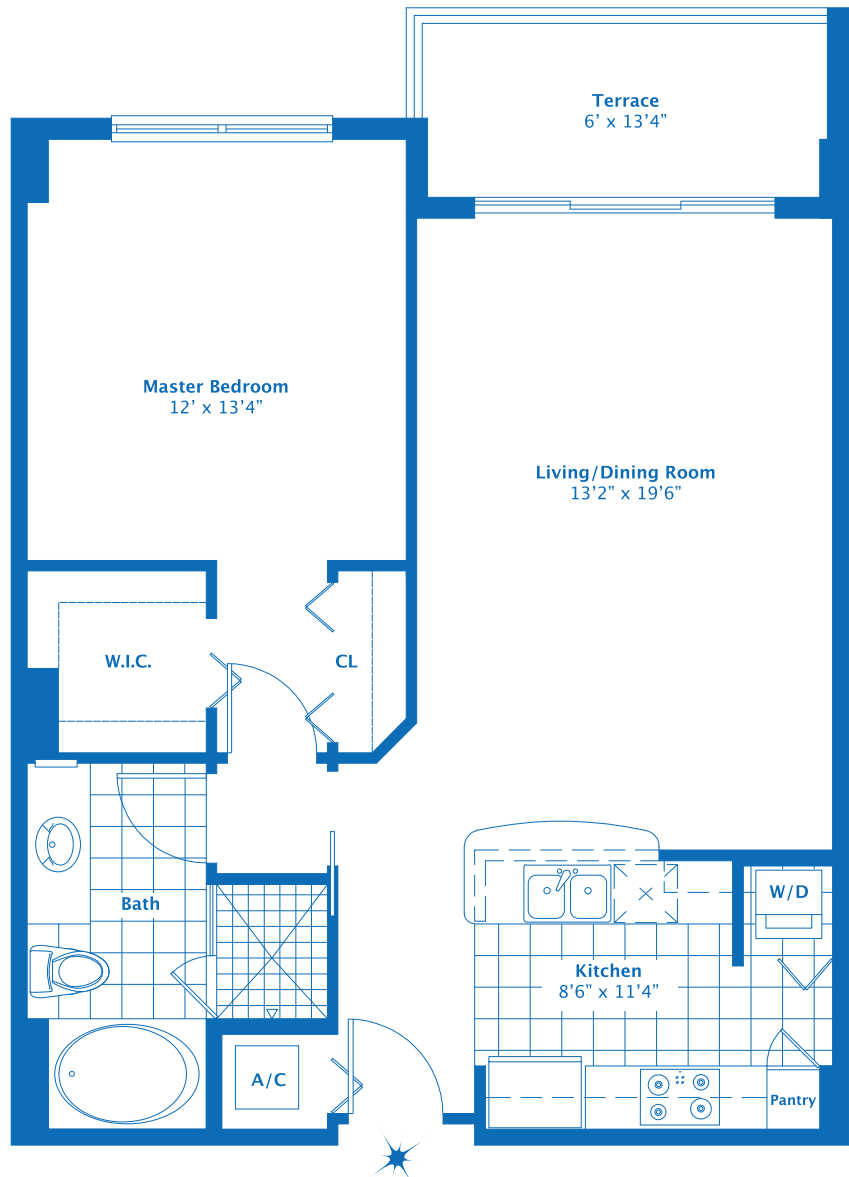 Terrace
6’ x 13’4”
Master Bedroom
12’ x 13’4”
Living/Dining Room
13’2” x 19’6”
W.I.C.
CL
Bath
W/D
Kitchen
8’6” x 11’4”
A/C
Pantry